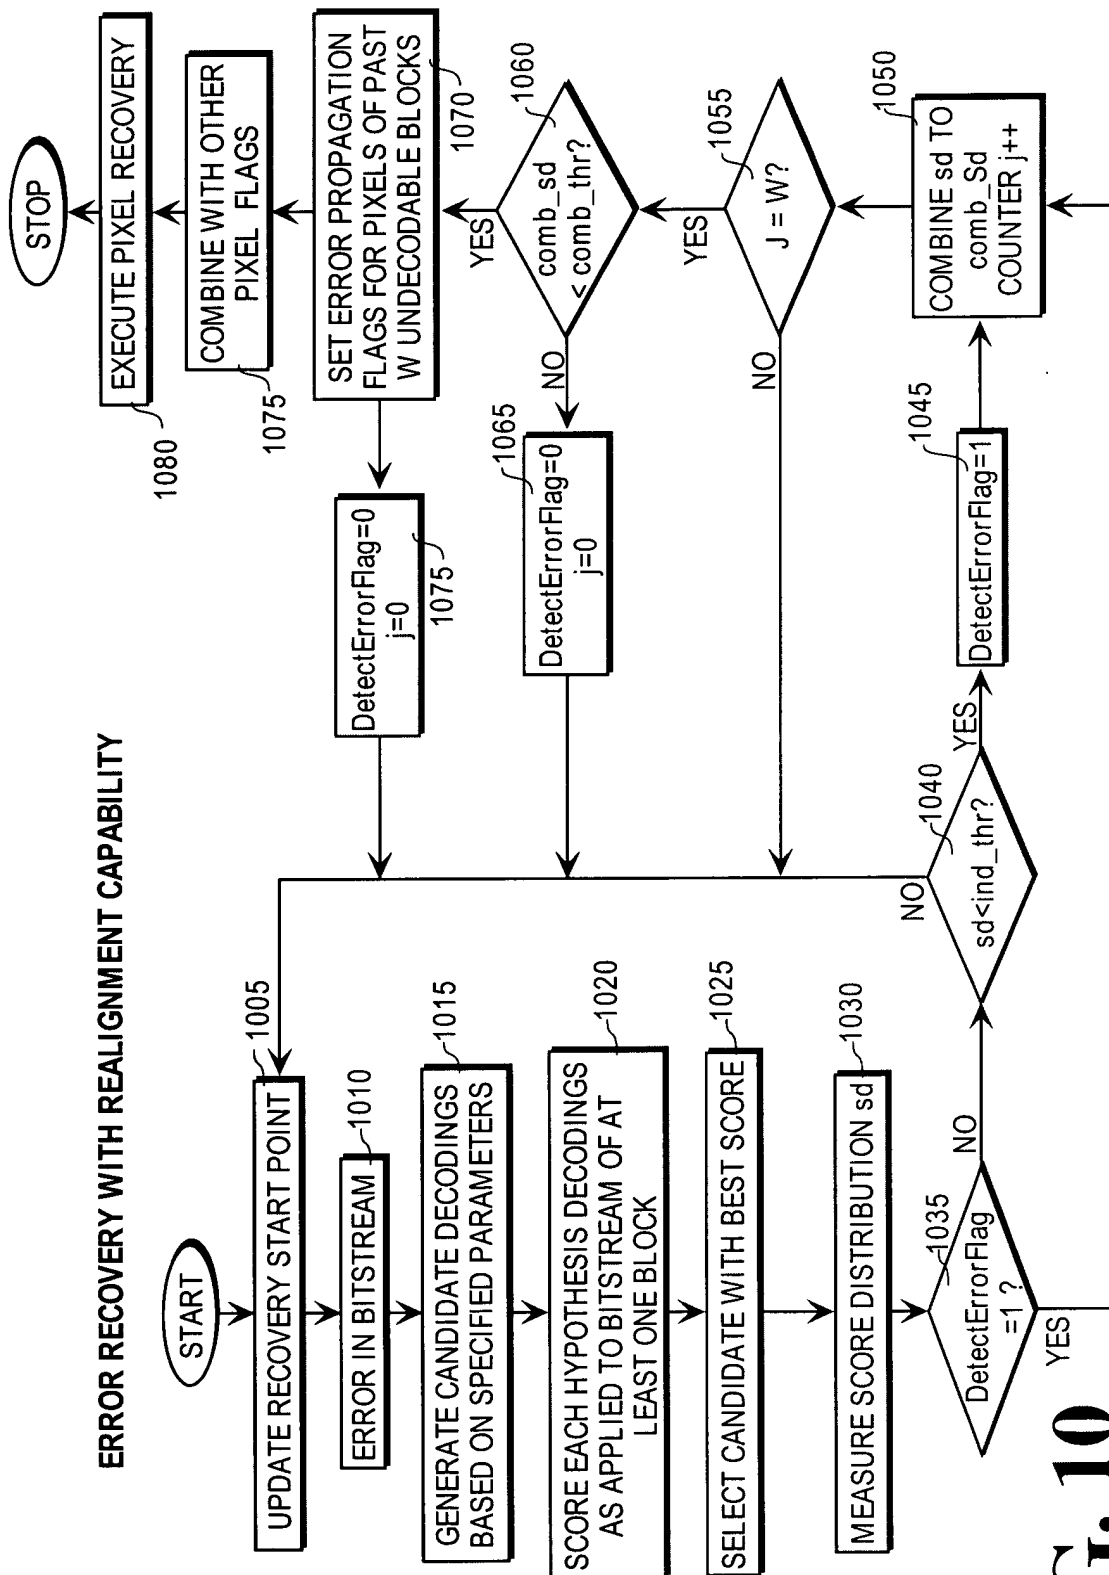 ERROR RECOVERY WITH REALIGNMENT CAPABILITY
START
UPDATE RECOVERY START POINT
1005
ERROR IN BITSTREAM
1010
GENERATE CANDIDATE DECODINGS
BASED ON SPECIFIED PARAMETERS
1015
SCORE EACH HYPOTHESIS DECODINGS
AS APPLIED TO BITSTREAM OF AT
LEAST ONE BLOCK
1020
SELECT CANDIDATE WITH BEST SCORE
1025
MEASURE SCORE DISTRIBUTION sd
1030
DetectErrorFlag
=1 ?
1035
NO
YES
sd<ind_thr?
1040
NO
YES
DetectErrorFlag=1
1045
COMBINE sd TO
comb_Sd
COUNTER j++
1050
J = W?
1055
NO
YES
comb_sd
< comb_thr?
1060
NO
YES
DetectErrorFlag=0
j=0
1065
SET ERROR PROPAGATION
FLAGS FOR PIXELS OF PAST
W UNDECODABLE BLOCKS
1070
DetectErrorFlag=0
j=0
1075
COMBINE WITH OTHER
PIXEL FLAGS
1075
EXECUTE PIXEL RECOVERY
1080
STOP
10